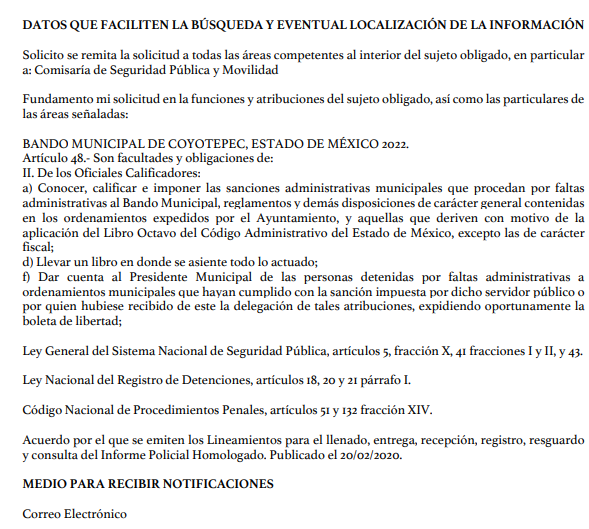 DATOS QUE FACILITEN LA BÚSQUEDA Y EVENTUAL LOCALIZACIÓN DE LA INFORMACIÓN
Solicito se remita la solicitud a todas las áreas competentes al interior del sujeto obligado, en particular
a: Comisaría de Seguridad Pública y Movilidad
Fundamento mi solicitud en la funciones y atribuciones del sujeto obligado, así como las particulares de
las áreas señaladas:
BANDO MUNICIPAL DE COYOTEPEC, ESTADO DE MÉXICO 2022.
Artículo 48.- Son facultades y obligaciones de:
II. De los Oficiales Calificadores:
a) Conocer, calificar e imponer las sanciones administrativas municipales que procedan por faltas
administrativas al Bando Municipal, reglamentos y demás disposiciones de carácter general contenidas
en los ordenamientos expedidos por el Ayuntamiento, y aquellas que deriven con motivo de la
aplicación del Libro Octavo del Código Administrativo del Estado de México, excepto las de carácter
fiscal;
d) Llevar un libro en donde se asiente todo lo actuado;
f) Dar cuenta al Presidente Municipal de las personas detenidas por faltas administrativas a
ordenamientos municipales que hayan cumplido con la sanción impuesta por dicho servidor público o
por quien hubiese recibido de este la delegación de tales atribuciones, expidiendo oportunamente la
boleta de libertad;
Ley General del Sistema Nacional de Seguridad Pública, artículos 5, fracción X, 41 fracciones I y II, y 43.
Ley Nacional del Registro de Detenciones, artículos 18, 20 y 21 párrafo I.
Código Nacional de Procedimientos Penales, artículos 51 y 132 fracción XIV.
Acuerdo por el que se emiten los Lineamientos para el llenado, entrega, recepción, registro, resguardo
y consulta del Informe Policial Homologado. Publicado el 20/02/2020.
MEDIO PARA RECIBIR NOTIFICACIONES
Correo Electrónico